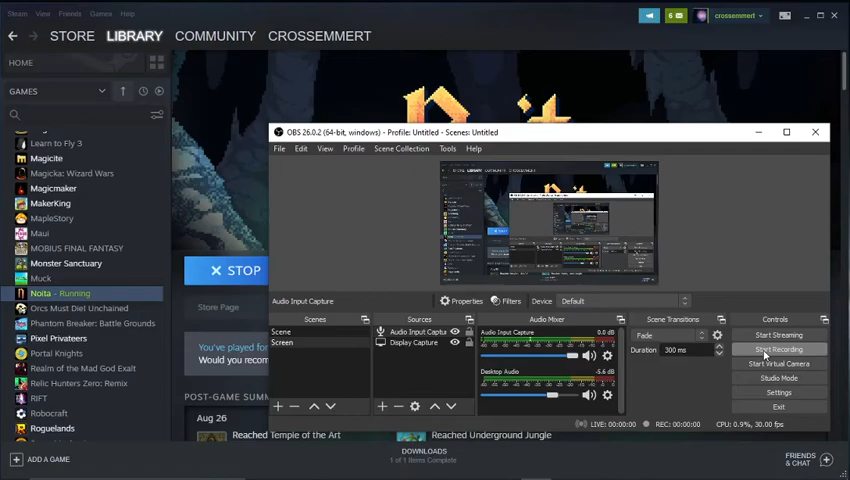 Steam View Friends Games Help
6 crossemmert
STORE LIBRARY COMMUNITY CROSSEMMERT
HOME
GAMES
Learn to Fly 3
Magicite
Magicka: Wizard Wars
Magicmaker
MakerKing
MapleStory
Maui
MOBIUS FINAL FANTASY
Monster Sanctuary
Muck
Noita - Running
Orcs Must Die! Unchained
Phantom Breaker: Battle Grounds
Pixel Privateers
Portal Knights
Realm of the Mad God Exalt
Relic Hunters Zero: Remix
RIFT
Robocraft
Roguelands
ADD A GAME
STOP
Store Page
You've played for
Would you recom
POST-GAME SUMM
Aug 26
Reached Temple of the Art
Reached Underground Jungle
DOWNLOADS
1 of 1 Items Complete
FRIENDS
& CHAT
OBS 26.0.2 (64-bit, windows) - Profile: Untitled - Scenes: Untitled
File Edit View Profile Scene Collection Tools Help
Audio Input Capture Properties Filters Device Default
Scenes Sources Audio Mixer Scene Transitions Controls
Scene
Screen
Audio Input Captu
Display Capture
Audio Input Capture 0.0 dB
Desktop Audio -5.6 dB
Fade
Duration 300 ms
Start Streaming
Start Recording
Start Virtual Camera
Studio Mode
Settings
Exit
LIVE: 00:00:00 REC: 00:00:00 CPU: 0.9%, 30.00 fps